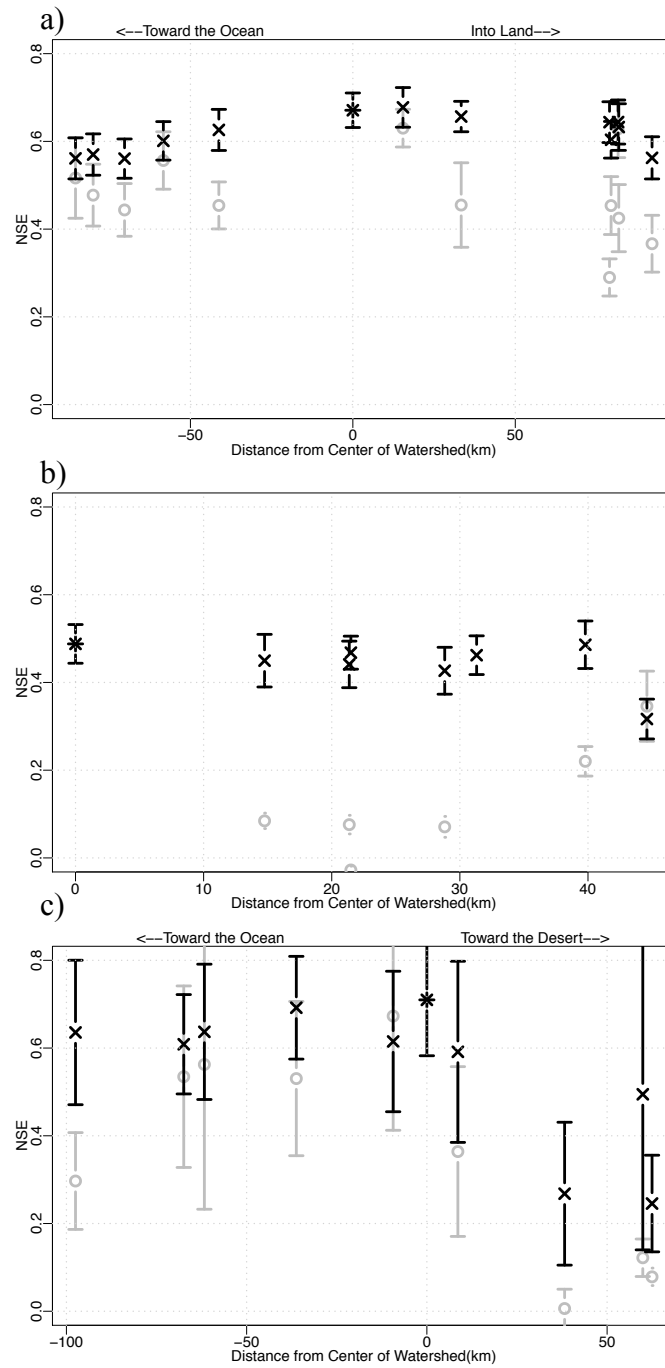 a)
<--Toward the Ocean Into Land-->
0.8
0.6
0.4
0.2
0.0
NSE
−50 0 50
Distance from Center of Watershed(km)
b)
0.8
0.6
0.4
0.2
0.0
NSE
0 10 20 30 40
Distance from Center of Watershed(km)
c)
<--Toward the Ocean Toward the Desert-->
0.8
0.6
0.4
0.2
0.0
NSE
−100 −50 0 50
Distance from Center of Watershed(km)